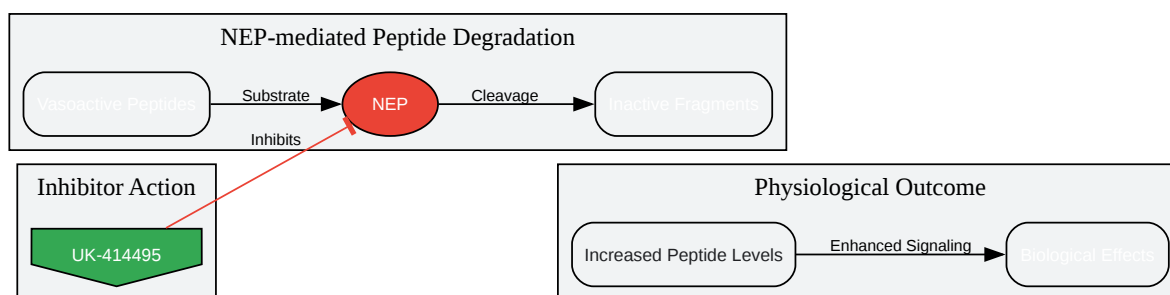 NEP-mediated Peptide Degradation
Vasoactive Peptides
Substrate
NEP
Cleavage
Inactive Fragments
Inhibits
Inhibitor Action
UK-414495
Physiological Outcome
Increased Peptide Levels
Enhanced Signaling
Biological Effects